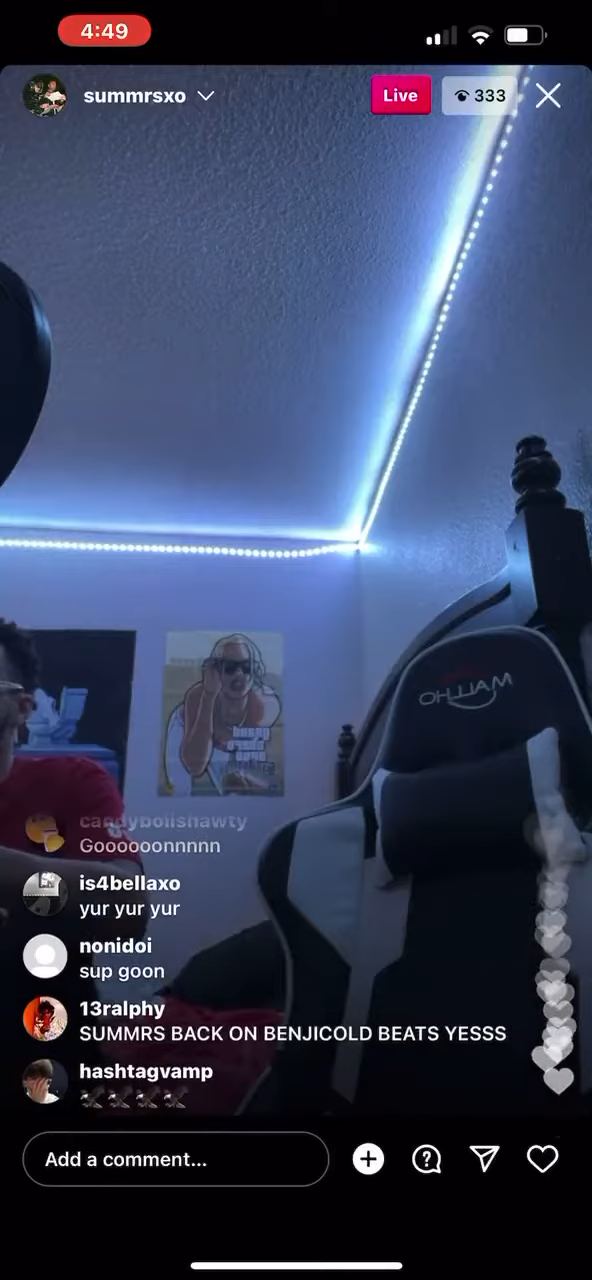 4:49
summrsxo
Live
333
candybolishawty
Goooooonnnnn
is4bellaxo
yur yur yur
nonidoi
sup goon
13ralphy
SUMMRS BACK ON BENJICOLD BEATS YESSS
hashtagvamp
Add a comment...